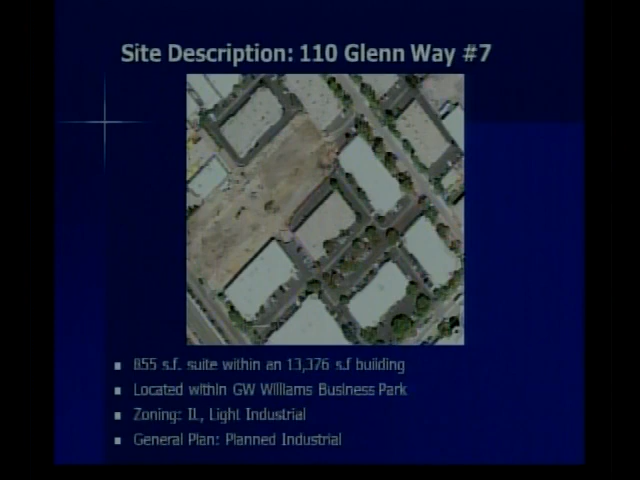 Site Description: 110 Glenn Way #7
855 s.f. suite within an 13,376 s.f building
Located within GW Williams Business Park
Zoning: IL, Light Industrial
General Plan: Planned Industrial